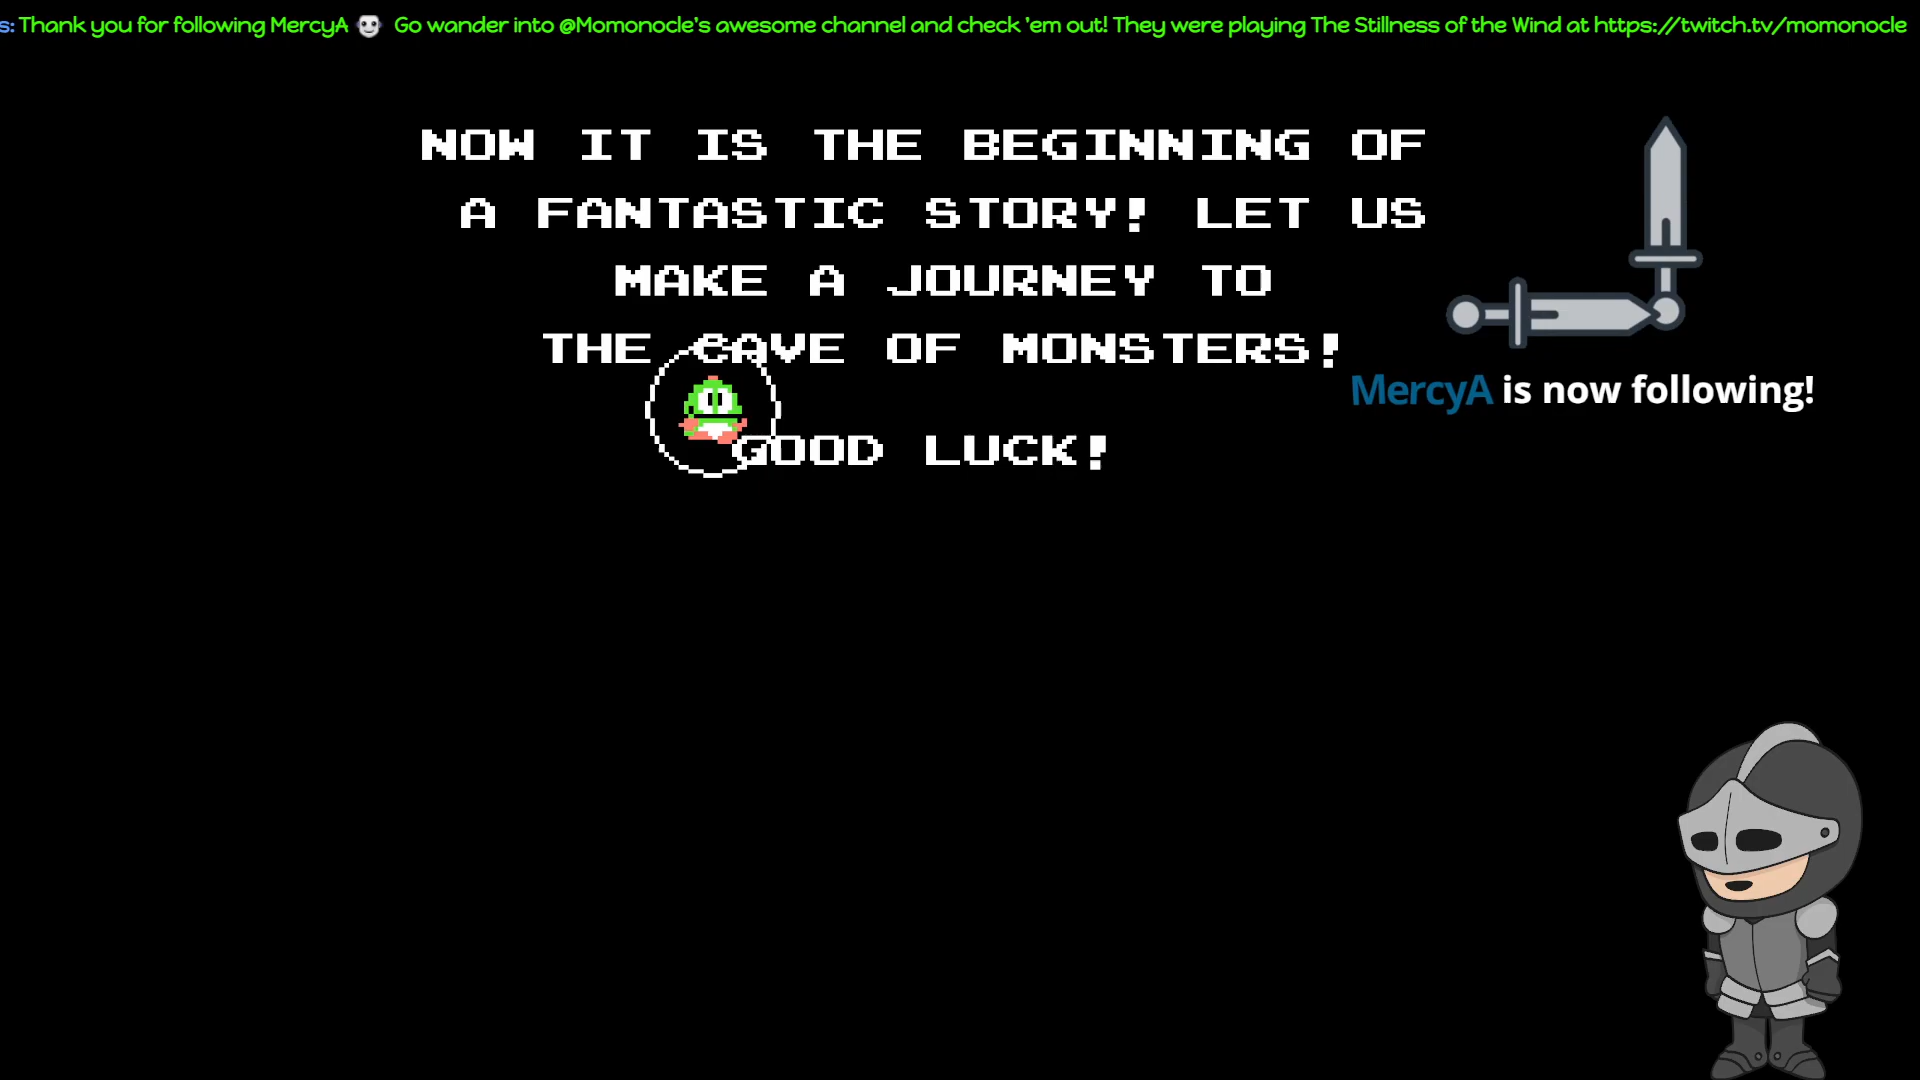 s: Thank you for following MercyA Go wander into @Momonocle's awesome channel and check 'em out! They were playing The Stillness of the Wind at https://twitch.tv/momonocle
NOW IT IS THE BEGINNING OF
A FANTASTIC STORY! LET US
MAKE A JOURNEY TO
THE CAVE OF MONSTERS!
GOOD LUCK!
MercyA is now following!